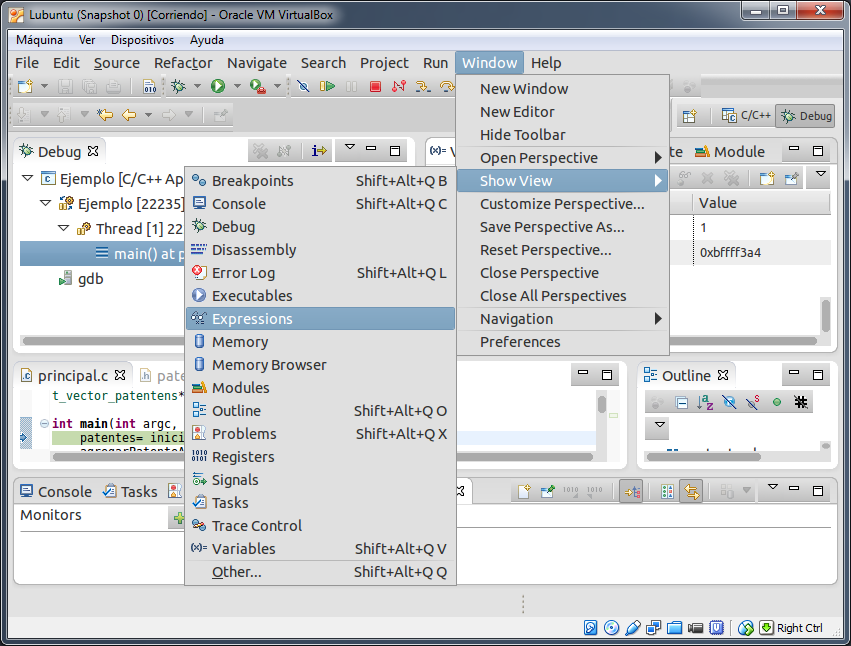 Lubuntu (Snapshot 0) [Corriendo] - Oracle VM VirtualBox
Máquina Ver Dispositivos Ayuda
File Edit Source Refactor Navigate Search Project Run Window Help
New Window
New Editor
Hide Toolbar
Open Perspective
Show View
Customize Perspective...
Save Perspective As...
Reset Perspective...
Close Perspective
Close All Perspectives
Navigation
Preferences
C/C++ Debug
Debug
Ejemplo [C/C++ Ap
Ejemplo [22235]
Thread [1] 22
main() at p
gdb
Breakpoints Shift+Alt+Q B
Console Shift+Alt+Q C
Debug
Disassembly
Error Log Shift+Alt+Q L
Executables
Expressions
Memory
Memory Browser
Modules
Outline Shift+Alt+Q O
Problems Shift+Alt+Q X
Registers
Signals
Tasks
Trace Control
Variables Shift+Alt+Q V
Other... Shift+Alt+Q Q
(x)= V
te Module
Value
1
0xbffff3a4
principal.c pate
t_vector_patentes*
int main(int argc,
patentes= inici
agregarPatenteA
Outline
Console Tasks
Monitors
Right Ctrl